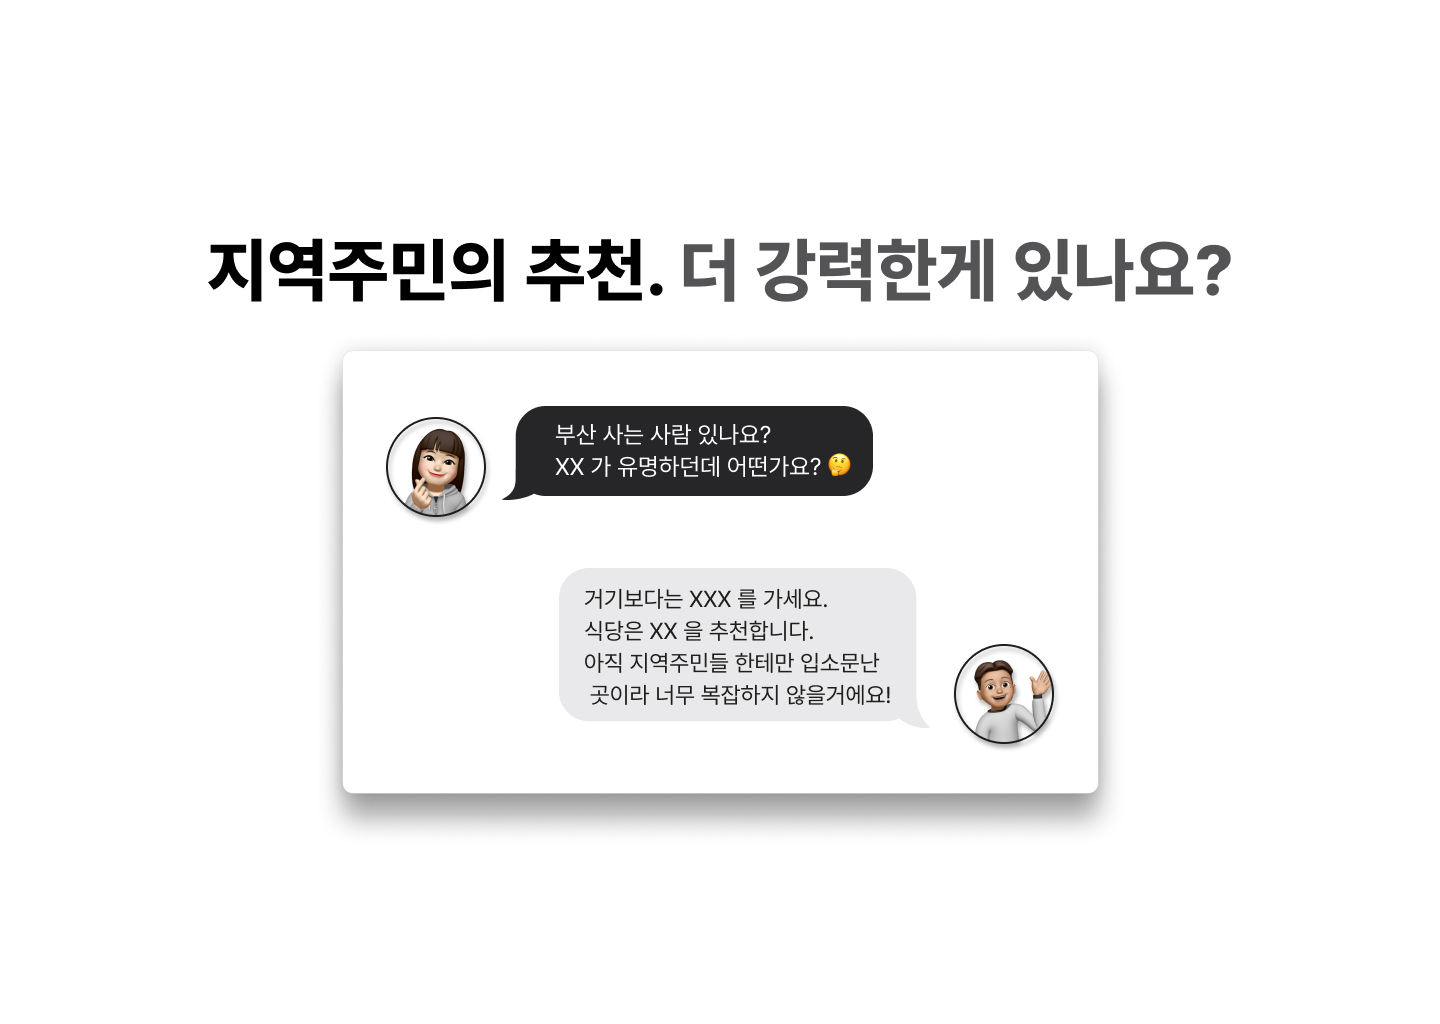 지역주민의 추천. 더 강력한게 있나요?
부산 사는 사람 있나요?
XX 가 유명하던데 어떤가요? 🤔
거기보다는 XXX 를 가세요.
식당은 XX 을 추천합니다.
아직 지역주민들 한테만 입소문난
곳이라 너무 복잡하지 않을거에요!